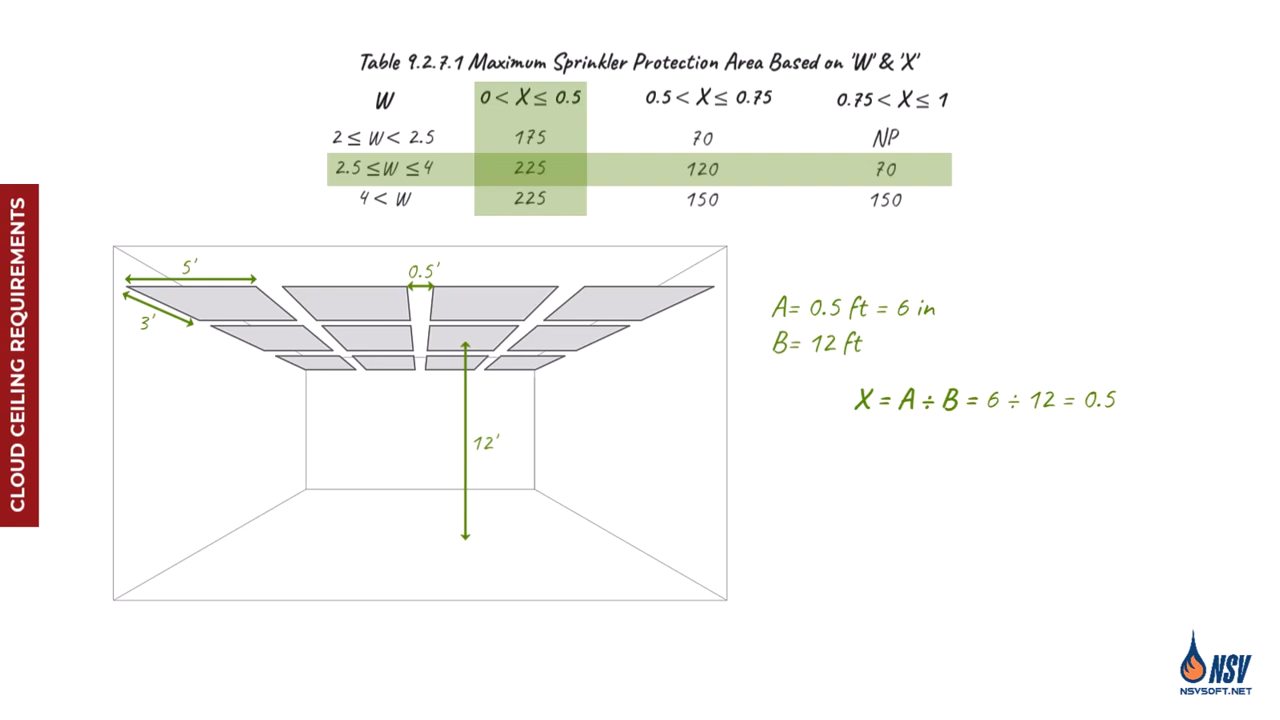 Table 9.2.7.1 Maximum Sprinkler Protection Area Based on 'W' & 'X'
W 0 < X ≤ 0.5 0.5 < X ≤ 0.75 0.75 < X ≤ 1
2 ≤ W < 2.5 175 70 NP
2.5 ≤ W ≤ 4 225 120 70
4 < W 225 150 150
CLOUD CEILING REQUIREMENTS
5'
0.5'
3'
12'
A= 0.5 ft = 6 in
B= 12 ft
X = A ÷ B = 6 ÷ 12 = 0.5
NSV
NSVSOFT.NET